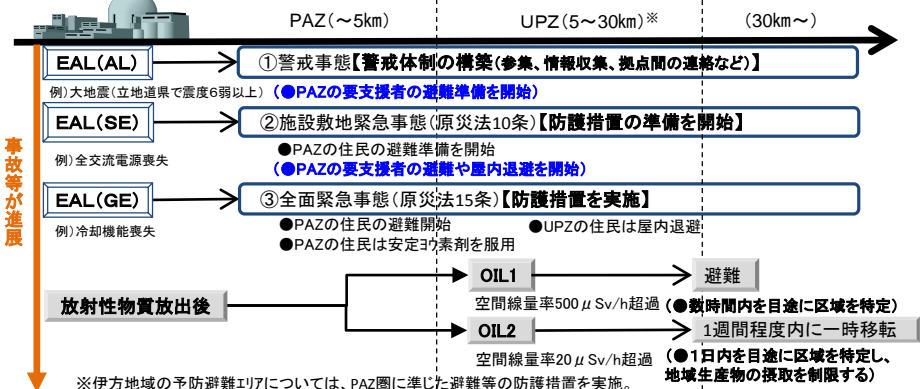 PAZ(～5km)
UPZ(5～30km)※
(30km～)
EAL(AL)
①警戒事態【警戒体制の構築(参集、情報収集、拠点間の連絡など)】
例)大地震(立地道県で震度6弱以上)
(●PAZの要支援者の避難準備を開始)
EAL(SE)
②施設敷地緊急事態(原災法10条)【防護措置の準備を開始】
例)全交流電源喪失
●PAZの住民の避難準備を開始
(●PAZの要支援者の避難や屋内退避を開始)
EAL(GE)
③全面緊急事態(原災法15条)【防護措置を実施】
例)冷却機能喪失
●PAZの住民の避難開始
●UPZの住民は屋内退避
●PAZの住民は安定ヨウ素剤を服用
事故等が進展
放射性物質放出後
OIL1
避難
空間線量率500μSv/h超過
(●数時間内を目途に区域を特定)
OIL2
1週間程度内に一時移転
空間線量率20μSv/h超過
(●1日内を目途に区域を特定し、
地域生産物の摂取を制限する)
※伊方地域の予防避難エリアについては、PAZ圏に準じた避難等の防護措置を実施。